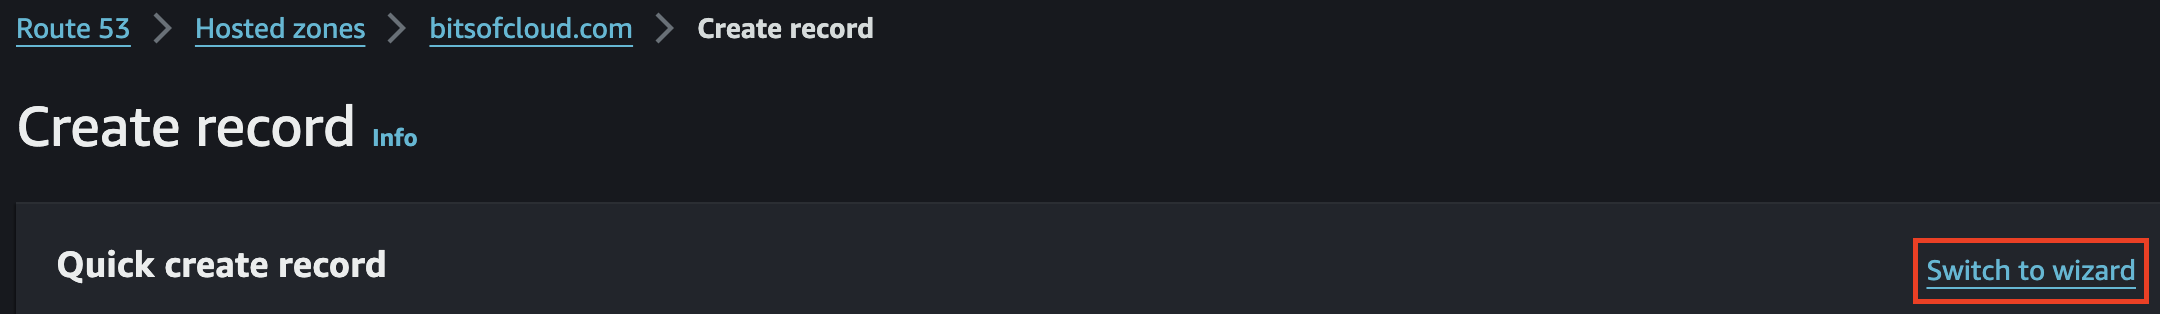 Route 53 > Hosted zones > bitsofcloud.com > Create record
Create record Info
Quick create record
Switch to wizard